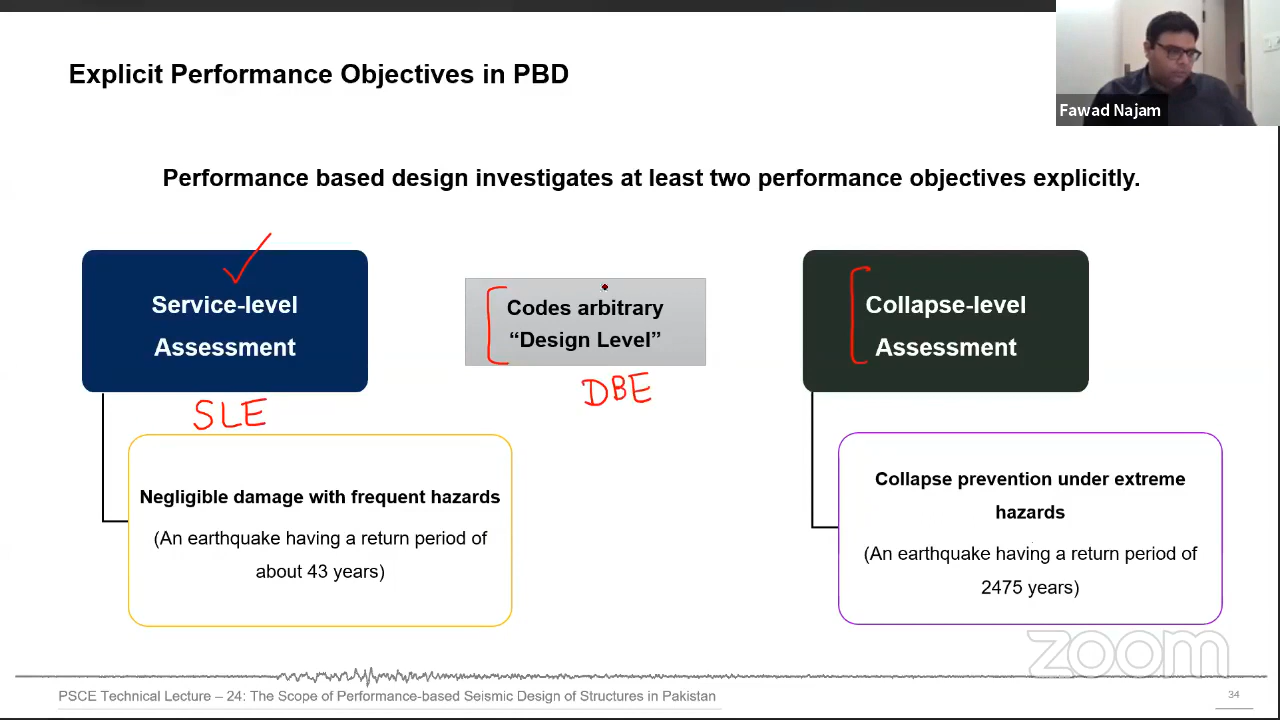 Explicit Performance Objectives in PBD
Fawad Najam
Performance based design investigates at least two performance objectives explicitly.
Service-level
Assessment
SLE
Negligible damage with frequent hazards
(An earthquake having a return period of
about 43 years)
Codes arbitrary
“Design Level”
DBE
Collapse-level
Assessment
Collapse prevention under extreme
hazards
(An earthquake having a return period of
2475 years)
zoom
PSCE Technical Lecture – 24: The Scope of Performance-based Seismic Design of Structures in Pakistan
34